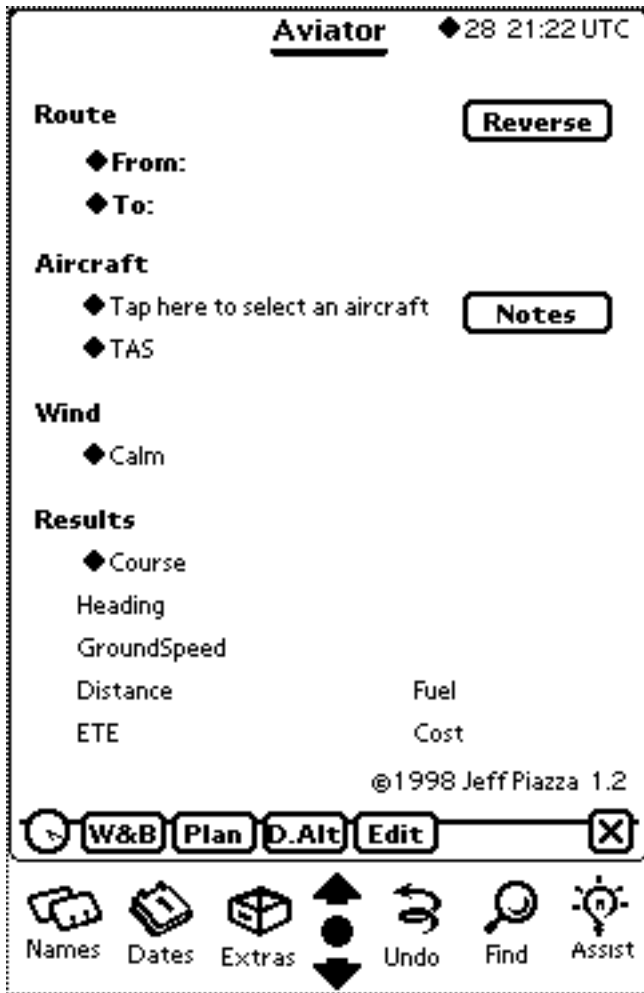 Aviator ◆28 21:22 UTC
Route Reverse
◆From:
◆To:
Aircraft
◆Tap here to select an aircraft Notes
◆TAS
Wind
◆Calm
Results
◆Course
Heading
GroundSpeed
Distance Fuel
ETE Cost
©1998 Jeff Piazza 1.2
W&B Plan D.Alt Edit
Names Dates Extras Undo Find Assist